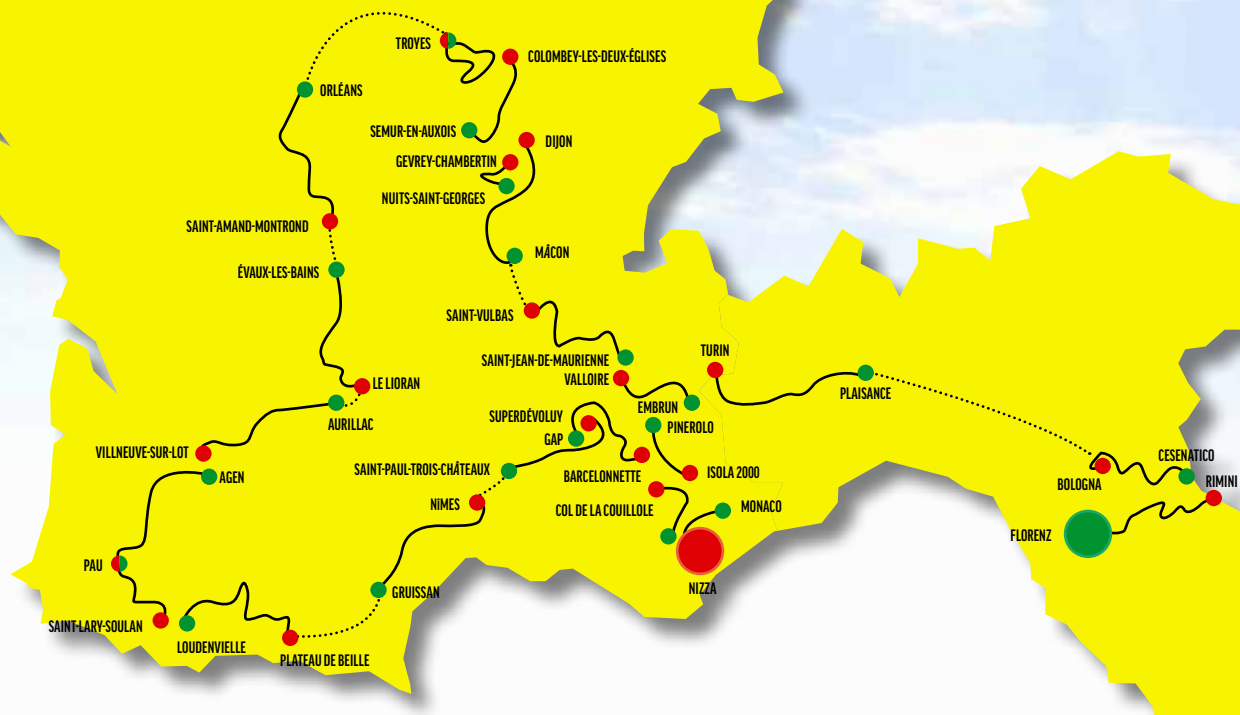 TROYES
COLOMBEY-LES-DEUX-ÉGLISES
ORLÉANS
SEMUR-EN-AUXOIS
DIJON
GEVREY-CHAMBERTIN
NUITS-SAINT-GEORGES
SAINT-AMAND-MONTROND
MÂCON
ÉVAUX-LES-BAINS
SAINT-VULBAS
SAINT-JEAN-DE-MAURIENNE
TURIN
VALLOIRE
LE LIORAN
PLAISANCE
EMBRUN
SUPERDÉVOLUY
AURILLAC
PINEROLO
GAP
VILLNEUVE-SUR-LOT
SAINT-PAUL-TROIS-CHÂTEAUX
BARCELONNETTE
ISOLA 2000
CESENATICO
AGEN
BOLOGNA
RIMINI
NîMES
COL DE LA COUILLOLE
MONACO
FLORENZ
PAU
NIZZA
GRUISSAN
SAINT-LARY-SOULAN
LOUDENVIELLE
PLATEAU DE BEILLE